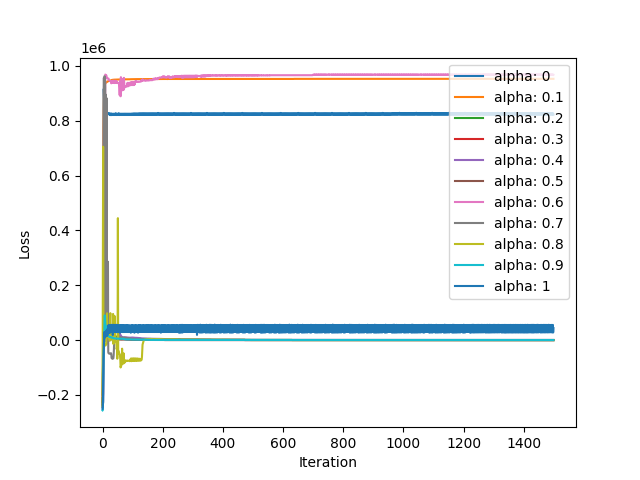 1e6
1.0
0.8
0.6
0.4
0.2
0.0
−0.2
Loss
0
200
400
600
800
1000
1200
1400
Iteration
alpha: 0
alpha: 0.1
alpha: 0.2
alpha: 0.3
alpha: 0.4
alpha: 0.5
alpha: 0.6
alpha: 0.7
alpha: 0.8
alpha: 0.9
alpha: 1